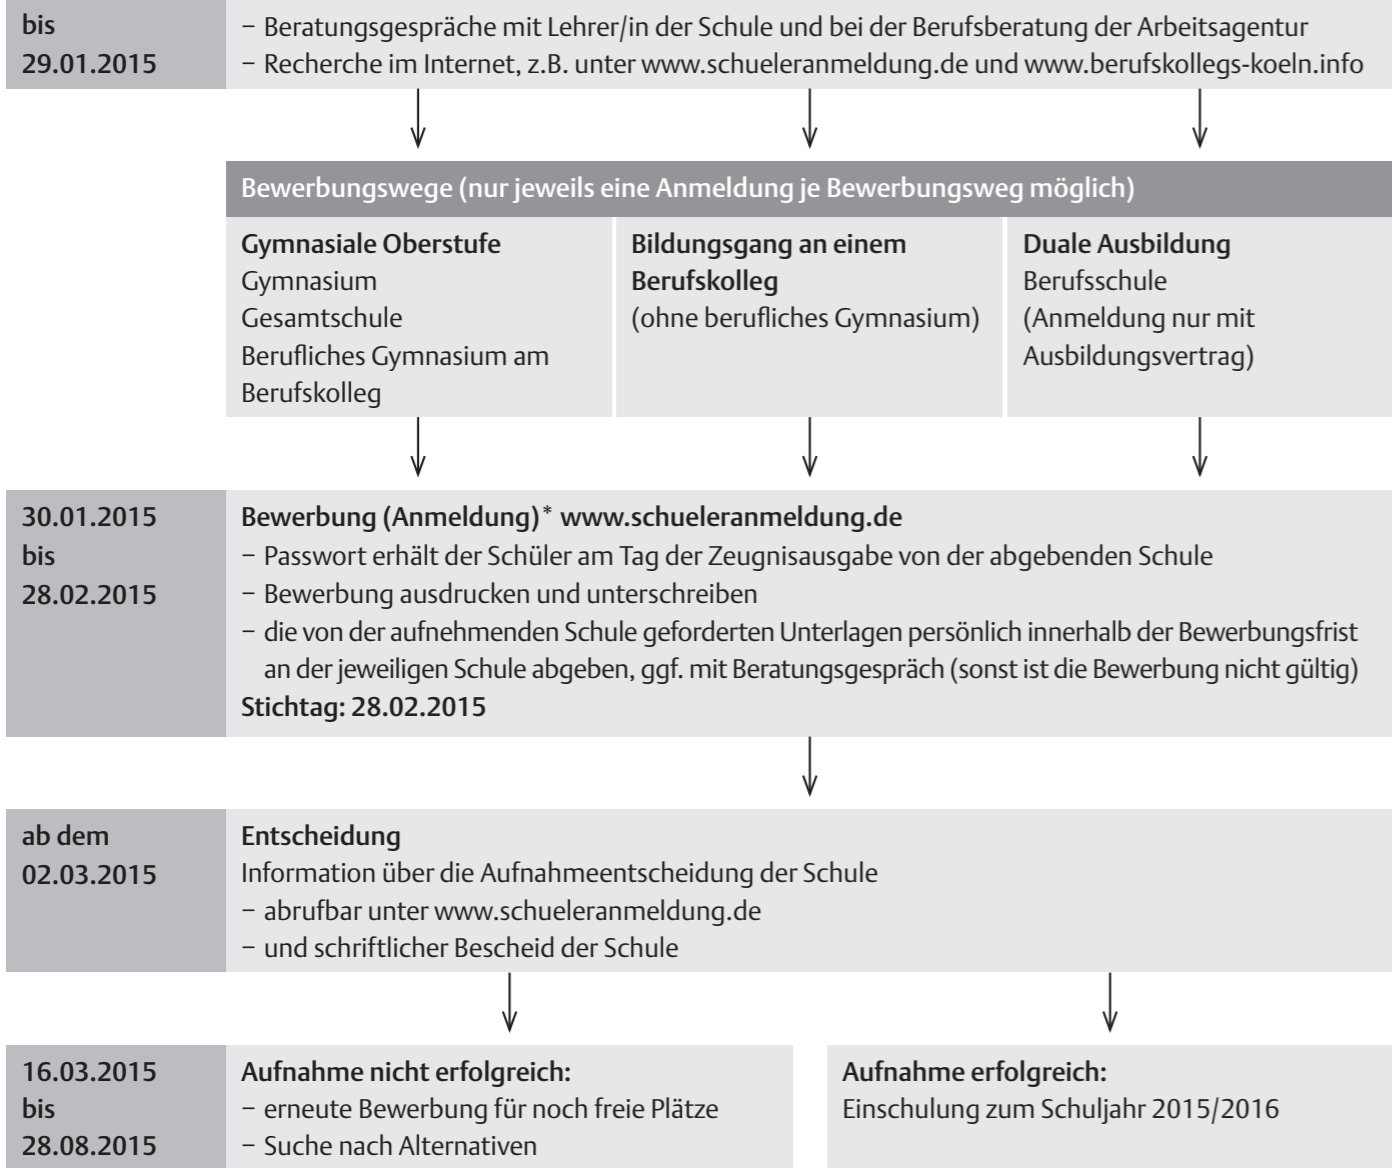 bis
29.01.2015
– Beratungsgespräche mit Lehrer/in der Schule und bei der Berufsberatung der Arbeitsagentur
– Recherche im Internet, z.B. unter www.schueleranmeldung.de und www.berufskollegs-koeln.info
Bewerbungswege (nur jeweils eine Anmeldung je Bewerbungsweg möglich)
Gymnasiale Oberstufe
Gymnasium
Gesamtschule
Berufliches Gymnasium am
Berufskolleg
Bildungsgang an einem
Berufskolleg
(ohne berufliches Gymnasium)
Duale Ausbildung
Berufsschule
(Anmeldung nur mit
Ausbildungsvertrag)
30.01.2015
bis
28.02.2015
Bewerbung (Anmeldung)* www.schueleranmeldung.de
– Passwort erhält der Schüler am Tag der Zeugnisausgabe von der abgebenden Schule
– Bewerbung ausdrucken und unterschreiben
– die von der aufnehmenden Schule geforderten Unterlagen persönlich innerhalb der Bewerbungsfrist
an der jeweiligen Schule abgeben, ggf. mit Beratungsgespräch (sonst ist die Bewerbung nicht gültig)
Stichtag: 28.02.2015
ab dem
02.03.2015
Entscheidung
Information über die Aufnahmeentscheidung der Schule
– abrufbar unter www.schueleranmeldung.de
– und schriftlicher Bescheid der Schule
16.03.2015
bis
28.08.2015
Aufnahme nicht erfolgreich:
– erneute Bewerbung für noch freie Plätze
– Suche nach Alternativen
Aufnahme erfolgreich:
Einschulung zum Schuljahr 2015/2016